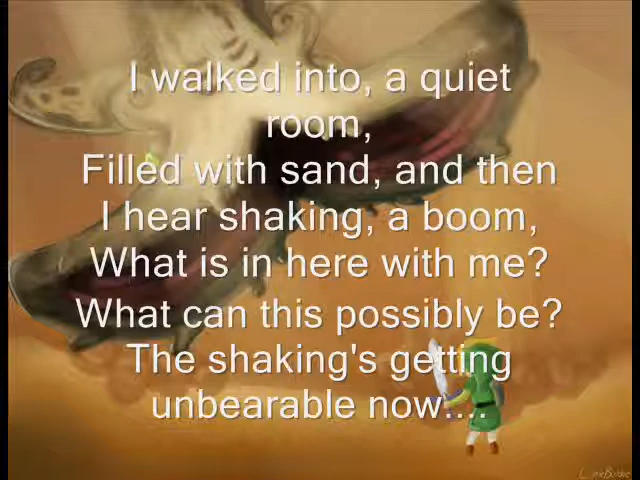 I walked into, a quiet
room,
Filled with sand, and then
I hear shaking, a boom,
What is in here with me?
What can this possibly be?
The shaking's getting
unbearable now....